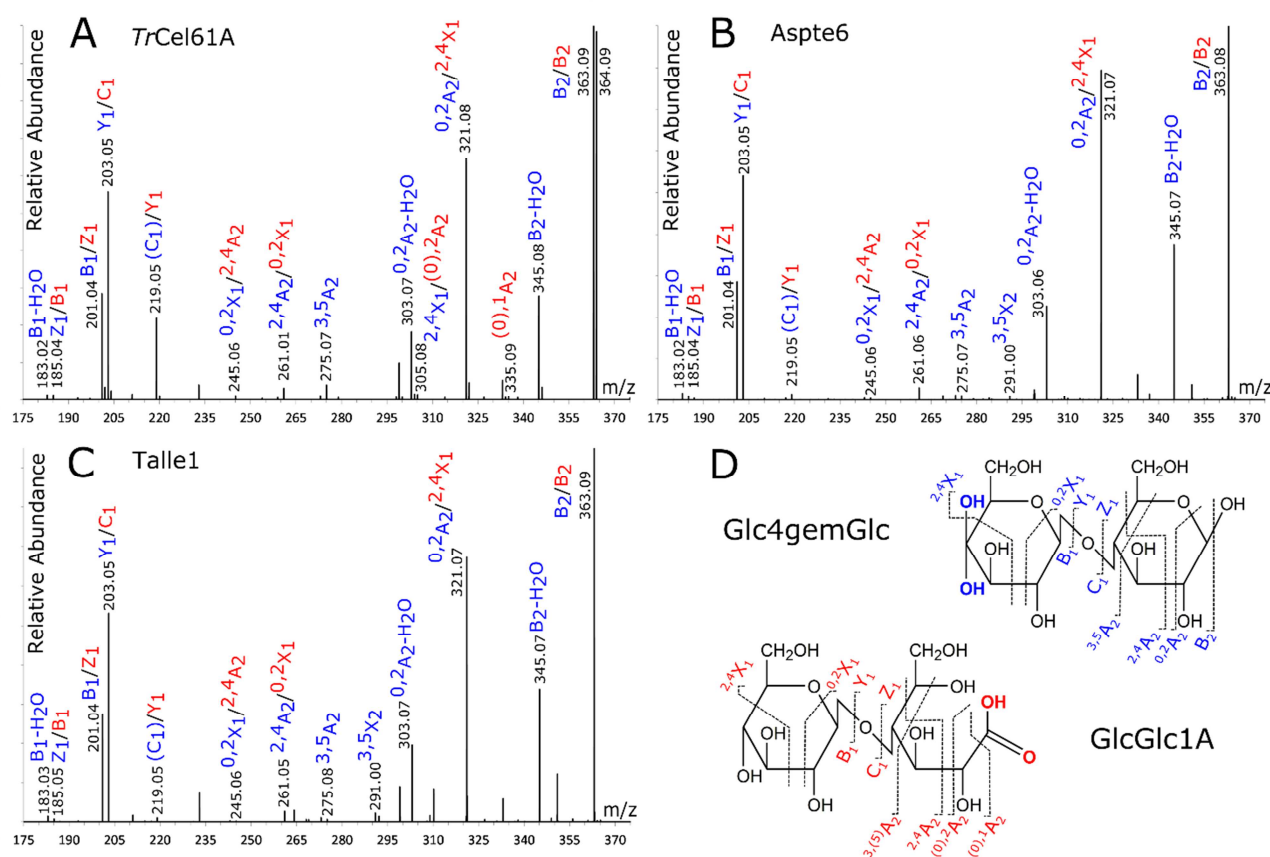 A
TrCel61A
Relative Abundance
B₁-H₂O
183.02
Z₁/B₁
185.04
B₁/Z₁
201.04
Y₁/C₁
203.05
(C₁)/Y₁
219.05
0,2X₁/2,4A₂
245.06
2,4A₂/0,2X₁
261.01
3,5A₂
275.07
0,2A₂-H₂O
303.07
2,4X₁/(0),2A₂
305.08
0,2A₂/2,4X₁
321.08
(0),1A₂
335.09
B₂-H₂O
345.08
B₂/B₂
363.09
364.09
m/z
175 190 205 220 235 250 265 280 295 310 325 340 355 370
B
Aspte6
Relative Abundance
B₁-H₂O
183.02
Z₁/B₁
185.04
B₁/Z₁
201.04
Y₁/C₁
203.05
(C₁)/Y₁
219.05
0,2X₁/2,4A₂
245.06
2,4A₂/0,2X₁
261.06
3,5A₂
275.07
3,5X₂
291.00
0,2A₂-H₂O
303.06
0,2A₂/2,4X₁
321.07
B₂-H₂O
345.07
B₂/B₂
363.08
m/z
175 190 205 220 235 250 265 280 295 310 325 340 355 370
C
Talle1
Relative Abundance
B₁-H₂O
183.03
Z₁/B₁
185.05
B₁/Z₁
201.04
Y₁/C₁
203.05
(C₁)/Y₁
219.05
0,2X₁/2,4A₂
245.06
2,4A₂/0,2X₁
261.05
3,5A₂
275.08
3,5X₂
291.00
0,2A₂-H₂O
303.07
0,2A₂/2,4X₁
321.07
B₂-H₂O
345.07
B₂/B₂
363.09
m/z
175 190 205 220 235 250 265 280 295 310 325 340 355 370
D
Glc4gemGlc
2,4X₁
CH₂OH
OH
O
OH
OH
OH
0,2X₁
Y₁
B₁
O
Z₁
C₁
CH₂OH
O
OH
OH
OH
3,5A₂
2,4A₂
0,2A₂
B₂
GlcGlc1A
2,4X₁
CH₂OH
O
OH
OH
OH
0,2X₁
Y₁
B₁
O
Z₁
C₁
CH₂OH
OH
OH
OH
O
OH
3,(5)A₂
2,4A₂
(0),2A₂
(0),1A₂